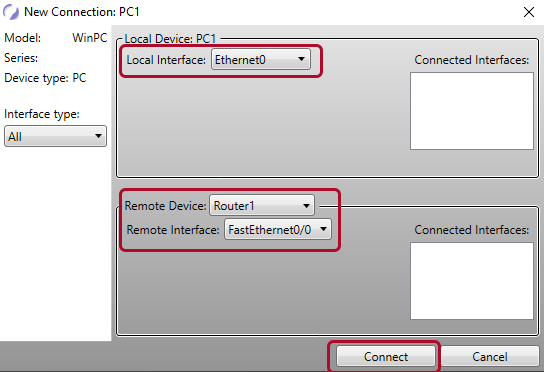 New Connection: PC1
Model: WinPC
Series:
Device type: PC
Interface type:
All
Local Device: PC1
Local Interface: Ethernet0
Connected Interfaces:
Remote Device: Router1
Remote Interface: FastEthernet0/0
Connected Interfaces:
Connect
Cancel